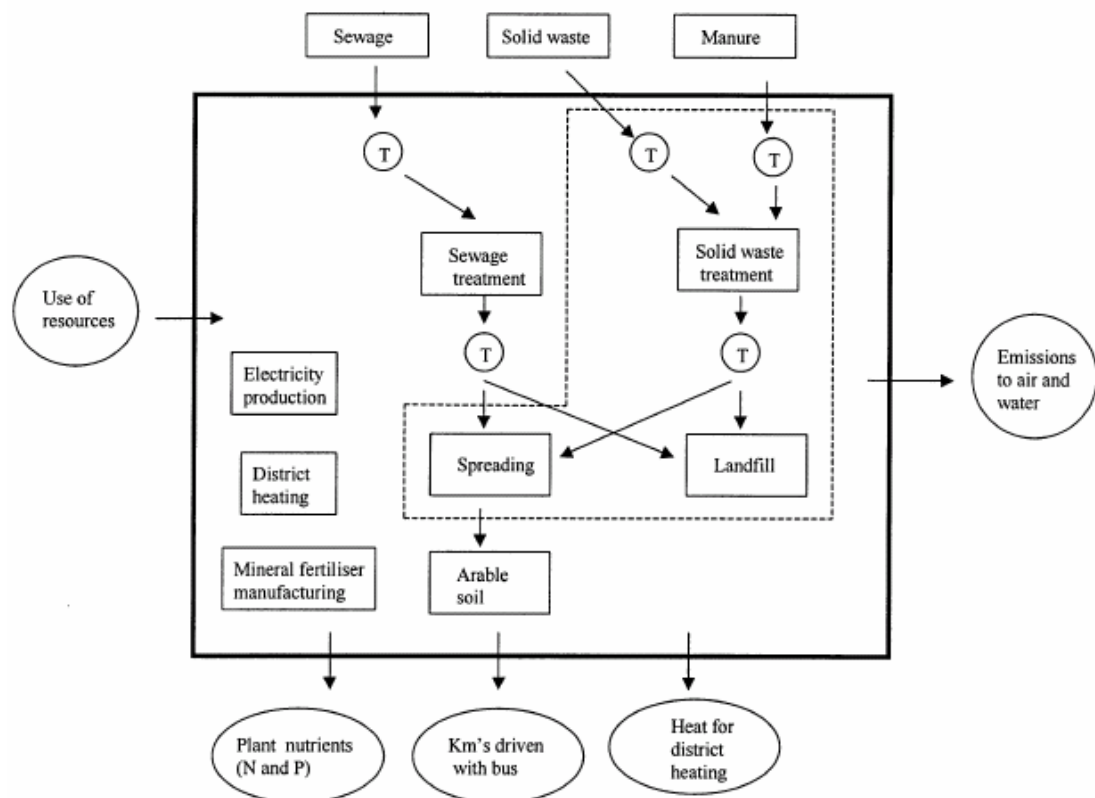 Sewage
Solid waste
Manure
T
T
T
Sewage
treatment
Solid waste
treatment
Use of
resources
T
T
Emissions
to air and
water
Electricity
production
Spreading
Landfill
District
heating
Mineral fertiliser
manufacturing
Arable
soil
Plant nutrients
(N and P)
Km's driven
with bus
Heat for
district
heating